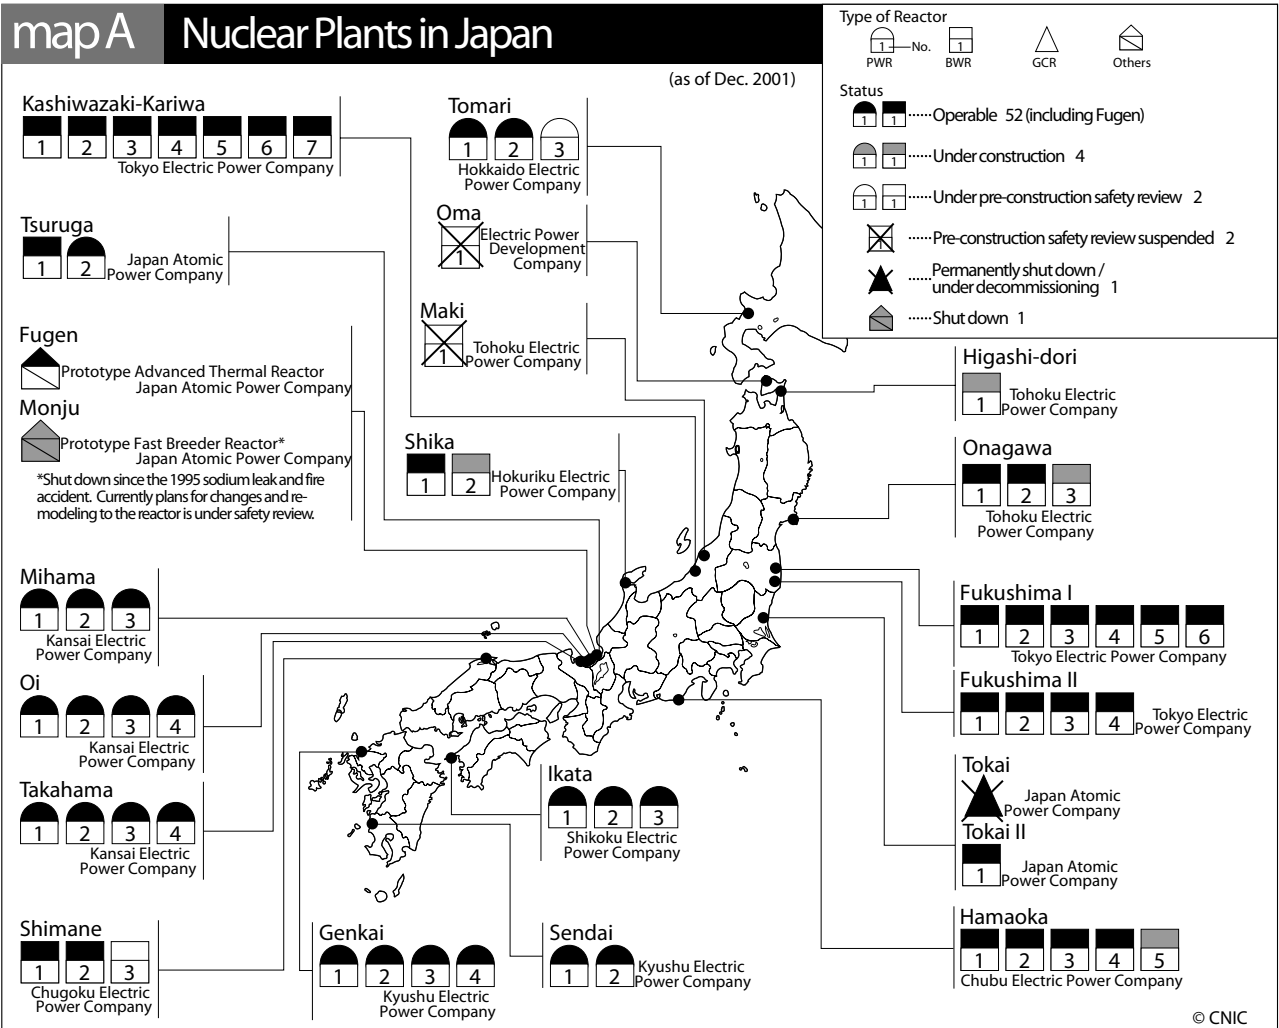 map A
Nuclear Plants in Japan
(as of Dec. 2001)
Type of Reactor
1 No. 1
PWR BWR GCR Others
Status
1 1 ······Operable 52 (including Fugen)
1 1 ······Under construction 4
1 1 ······Under pre-construction safety review 2
1 ······Pre-construction safety review suspended 2
······Permanently shut down /
under decommissioning 1
······Shut down 1
Kashiwazaki-Kariwa
1 2 3 4 5 6 7
Tokyo Electric Power Company
Tsuruga
1 2
Japan Atomic
Power Company
Fugen
Prototype Advanced Thermal Reactor
Japan Atomic Power Company
Monju
Prototype Fast Breeder Reactor*
Japan Atomic Power Company
*Shut down since the 1995 sodium leak and fire
accident. Currently plans for changes and re-
modeling to the reactor is under safety review.
Mihama
1 2 3
Kansai Electric
Power Company
Oi
1 2 3 4
Kansai Electric
Power Company
Takahama
1 2 3 4
Kansai Electric
Power Company
Shimane
1 2 3
Chugoku Electric
Power Company
Tomari
1 2 3
Hokkaido Electric
Power Company
Oma
1
Electric Power
Development
Company
Maki
1
Tohoku Electric
Power Company
Shika
1 2
Hokuriku Electric
Power Company
Ikata
1 2 3
Shikoku Electric
Power Company
Genkai
1 2 3 4
Kyushu Electric
Power Company
Sendai
1 2
Kyushu Electric
Power Company
Higashi-dori
1
Tohoku Electric
Power Company
Onagawa
1 2 3
Tohoku Electric
Power Company
Fukushima I
1 2 3 4 5 6
Tokyo Electric Power Company
Fukushima II
1 2 3 4
Tokyo Electric
Power Company
Tokai
Japan Atomic
Power Company
Tokai II
1
Japan Atomic
Power Company
Hamaoka
1 2 3 4 5
Chubu Electric Power Company
© CNIC